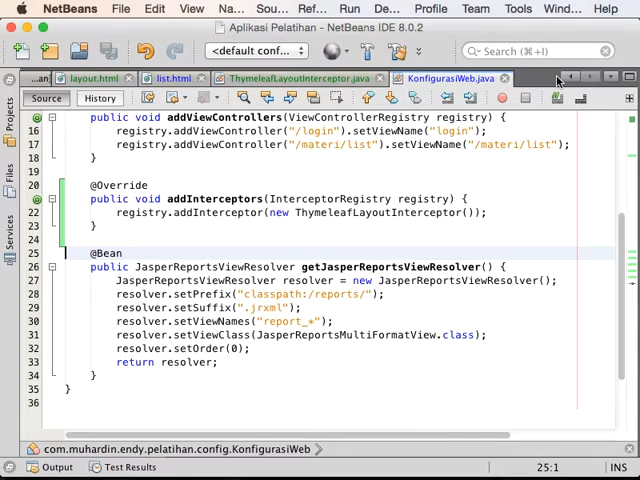 NetBeans File Edit View Run De... Profile Team Tools Wind... Help
Aplikasi Pelatihan - NetBeans IDE 8.0.2
<default conf... Search (⌘+I)
...an layout.html list.html ThymeleafLayoutInterceptor.java KonfigurasiWeb.java
Source History
Projects
Files
Services
public void addViewControllers(ViewControllerRegistry registry) {
16 registry.addViewController("/login").setViewName("login");
17 registry.addViewController("/materi/list").setViewName("/materi/list");
18 }
19
20 @Override
public void addInterceptors(InterceptorRegistry registry) {
22 registry.addInterceptor(new ThymeleafLayoutInterceptor());
23 }
24
25 @Bean
26 public JasperReportsViewResolver getJasperReportsViewResolver() {
27 JasperReportsViewResolver resolver = new JasperReportsViewResolver();
28 resolver.setPrefix("classpath:/reports/");
29 resolver.setSuffix(".jrxml");
30 resolver.setViewNames("report_*");
31 resolver.setViewClass(JasperReportsMultiFormatView.class);
32 resolver.setOrder(0);
33 return resolver;
34 }
35 }
36
com.muhardin.endy.pelatihan.config.KonfigurasiWeb
Output Test Results 25:1 INS